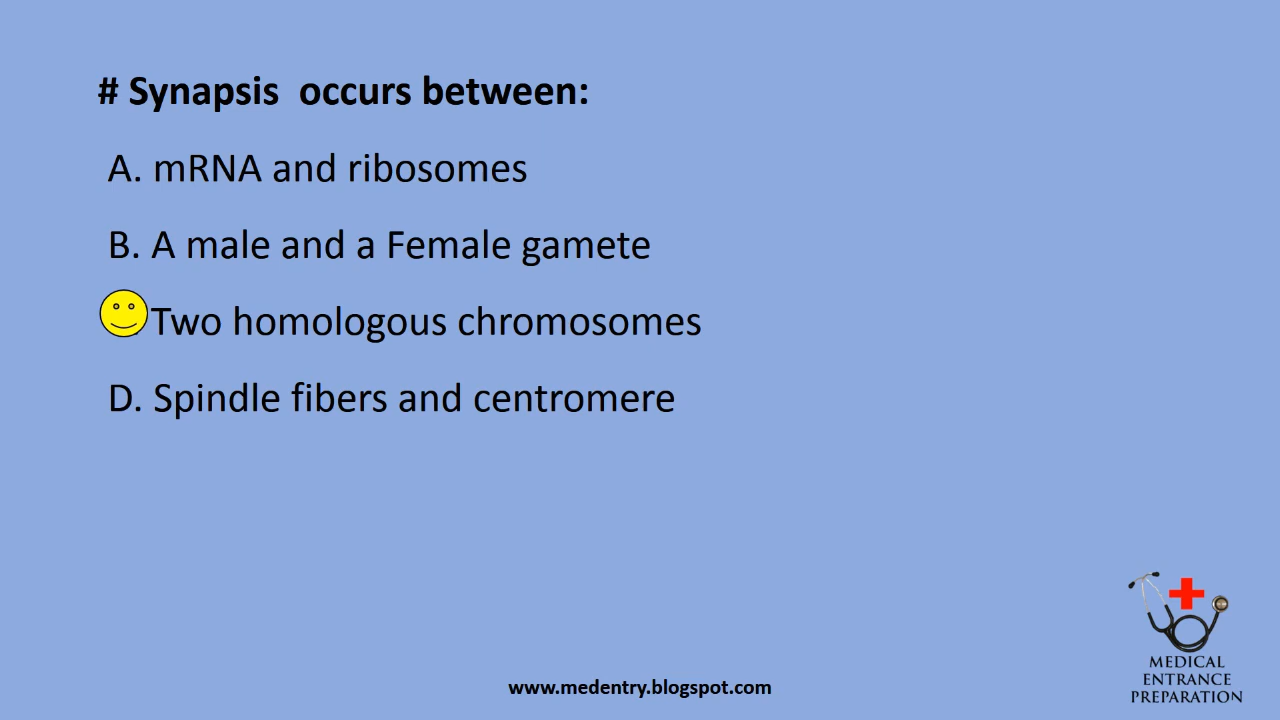 # Synapsis  occurs between:
A. mRNA and ribosomes
B. A male and a Female gamete
Two homologous chromosomes
D. Spindle fibers and centromere
MEDICAL
ENTRANCE
PREPARATION
www.medentry.blogspot.com